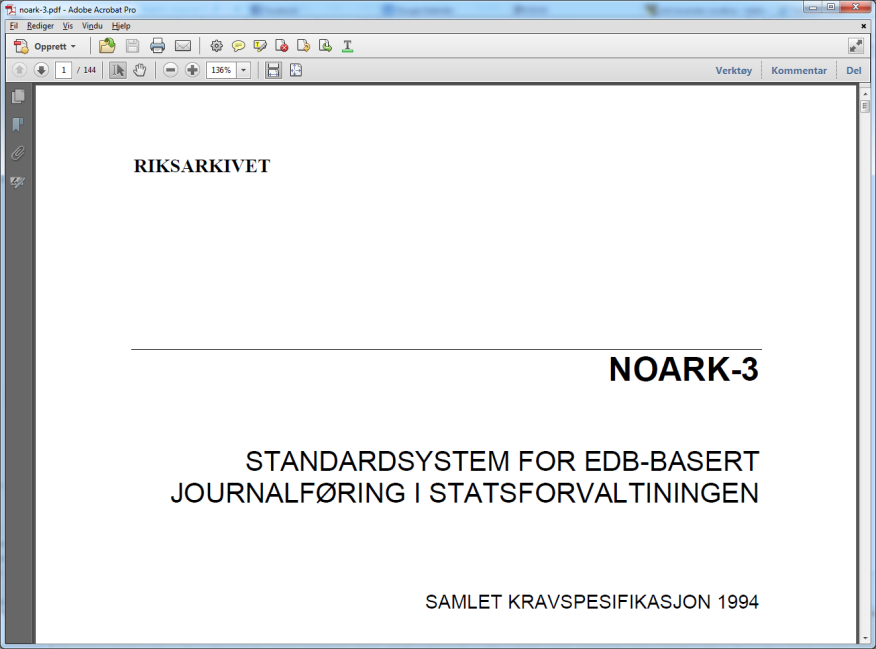 noark-3.pdf - Adobe Acrobat Pro
Fil Rediger Vis Vindu Hjelp
Opprett
1 / 144 136% Verktøy Kommentar Del
RIKSARKIVET
NOARK-3
STANDARDSYSTEM FOR EDB-BASERT
JOURNALFØRING I STATSFORVALTININGEN
SAMLET KRAVSPESIFIKASJON 1994